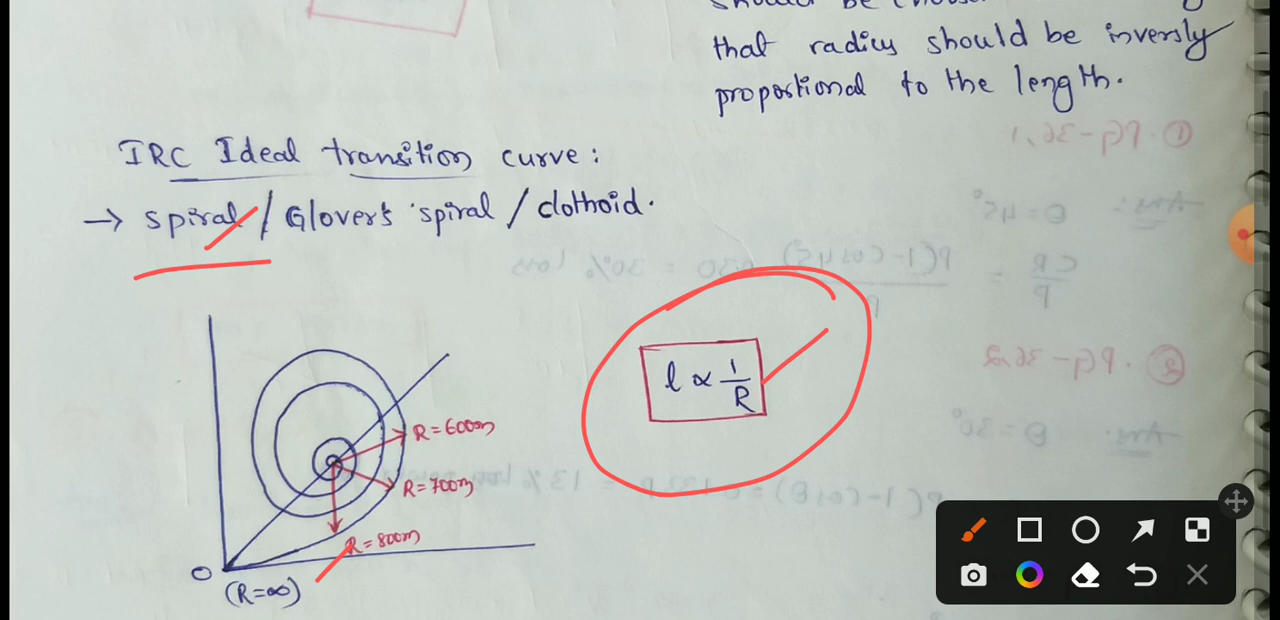 that radius should be inversly
proportional to the length.
IRC Ideal transition curve:
→ Spiral / Glover's spiral / clothoid.
l ∝ 1/R
R=600m
R=700m
R=800m
O
(R=∞)